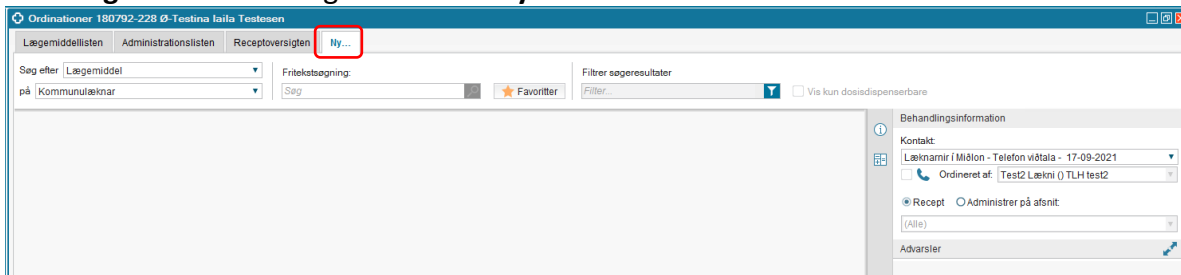 Ordinationer 180792-228 Ø-Testina laila Testesen
Lægemiddellisten Administrationslisten Receptoversigten Ny...
Søg efter Lægemiddel Fritekstsøgning: Filtrer søgeresultater
på Kommunulæknar Søg Favoritter Filter... Vis kun dosisdispenserbare
Behandlingsinformation
Kontakt:
Læknarnir í Miðlon - Telefon viðtala - 17-09-2021
Ordineret af: Test2 Lækni () TLH test2
Recept Administrer på afsnit:
(Alle)
Advarsler